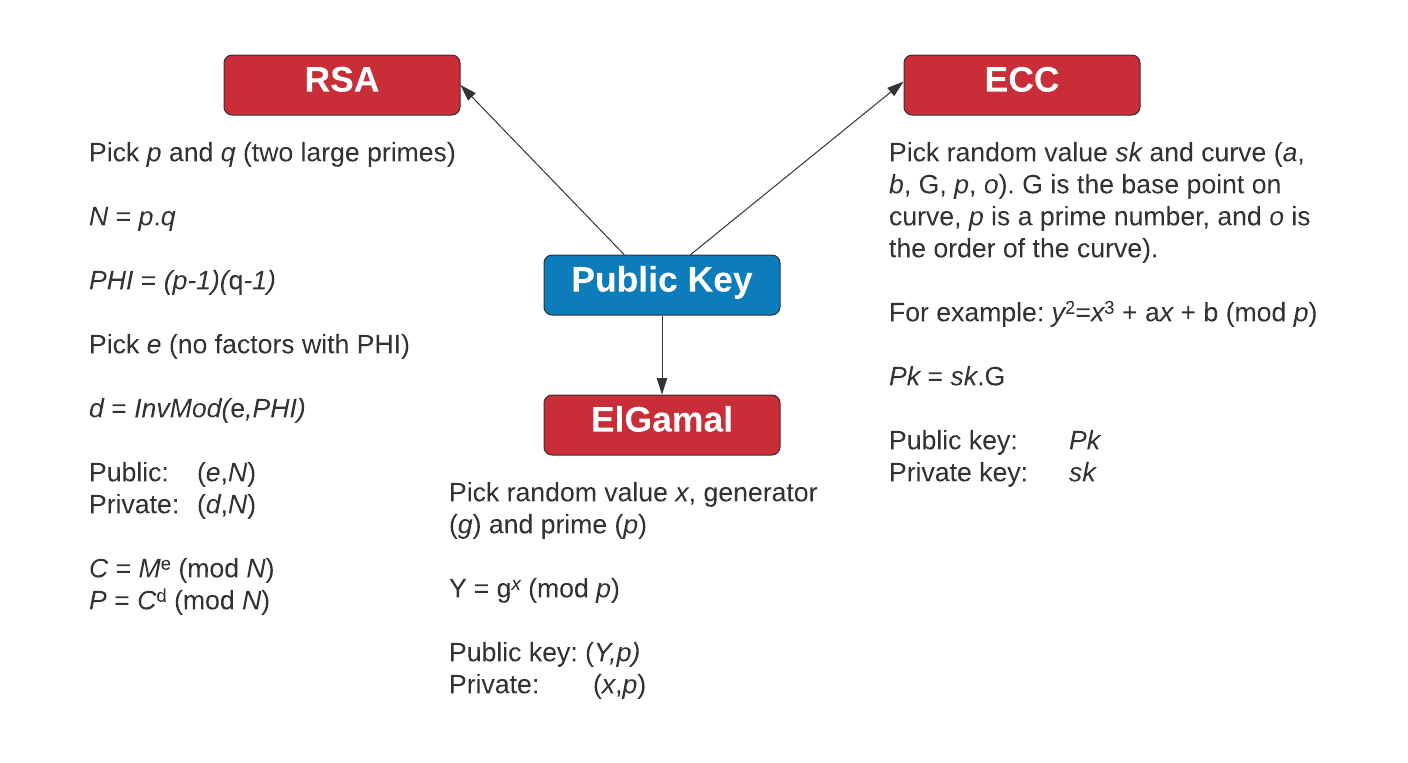 RSA
Pick p and q (two large primes)
N = p.q
PHI = (p-1)(q-1)
Pick e (no factors with PHI)
d = InvMod(e,PHI)
Public: (e,N)
Private: (d,N)
C = Mᵉ (mod N)
P = Cᵈ (mod N)
Public Key
ElGamal
Pick random value x, generator
(g) and prime (p)
Y = gˣ (mod p)
Public key: (Y,p)
Private: (x,p)
ECC
Pick random value sk and curve (a,
b, G, p, o). G is the base point on
curve, p is a prime number, and o is
the order of the curve).
For example: y²=x³ + ax + b (mod p)
Pk = sk.G
Public key: Pk
Private key: sk